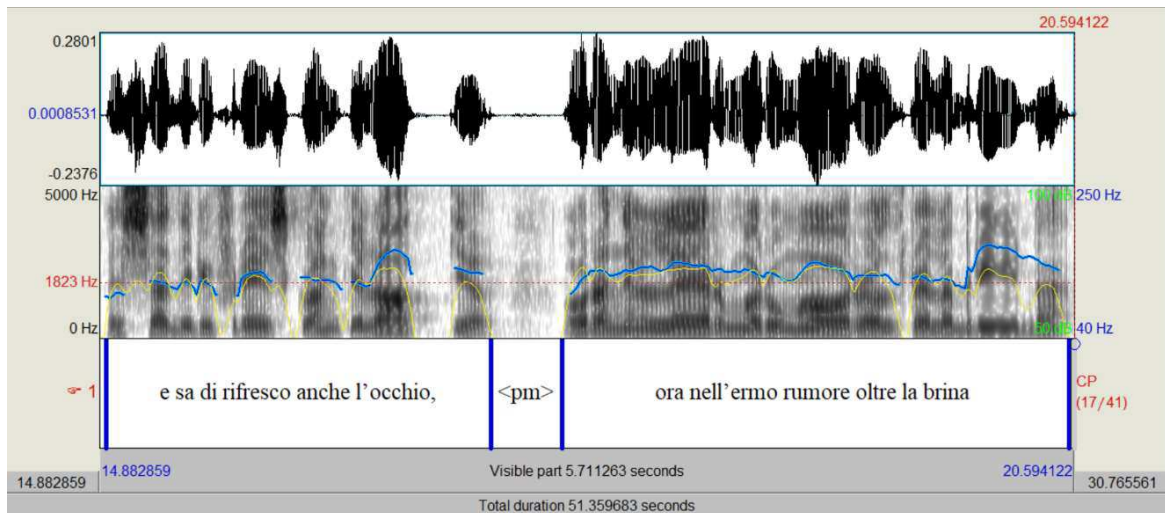 20.594122
0.2801
0.0008531
-0.2376
5000 Hz 100 dB 250 Hz
1823 Hz
0 Hz 50 dB 40 Hz
1 e sa di rifresco anche l’occhio, <pm> ora nell’ermo rumore oltre la brina CP
(17/41)
14.882859 Visible part 5.711263 seconds 20.594122
14.882859 30.765561
Total duration 51.359683 seconds